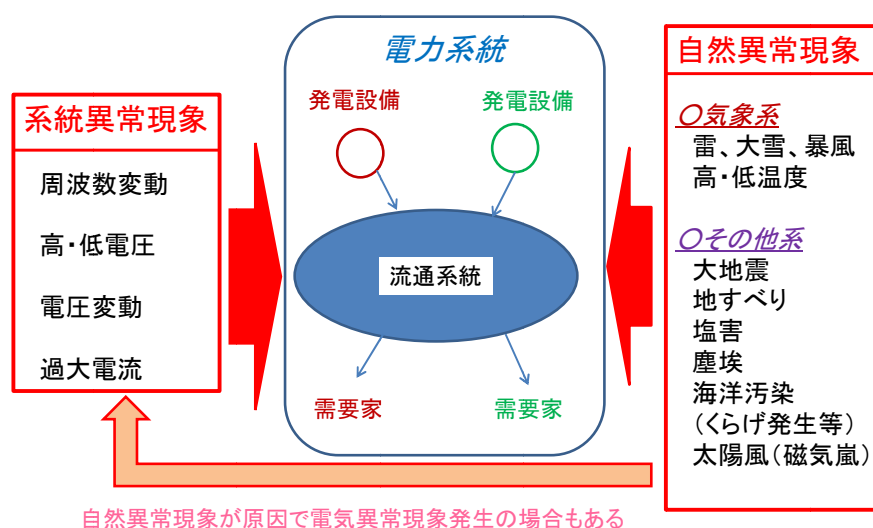 電力系統
発電設備
発電設備
流通系統
需要家
需要家
系統異常現象
周波数変動
高・低電圧
電圧変動
過大電流
自然異常現象
〇気象系
雷、大雪、暴風
高・低温度
〇その他系
大地震
地すべり
塩害
塵埃
海洋汚染
（くらげ発生等）
太陽風（磁気嵐）
自然異常現象が原因で電気異常現象発生の場合もある